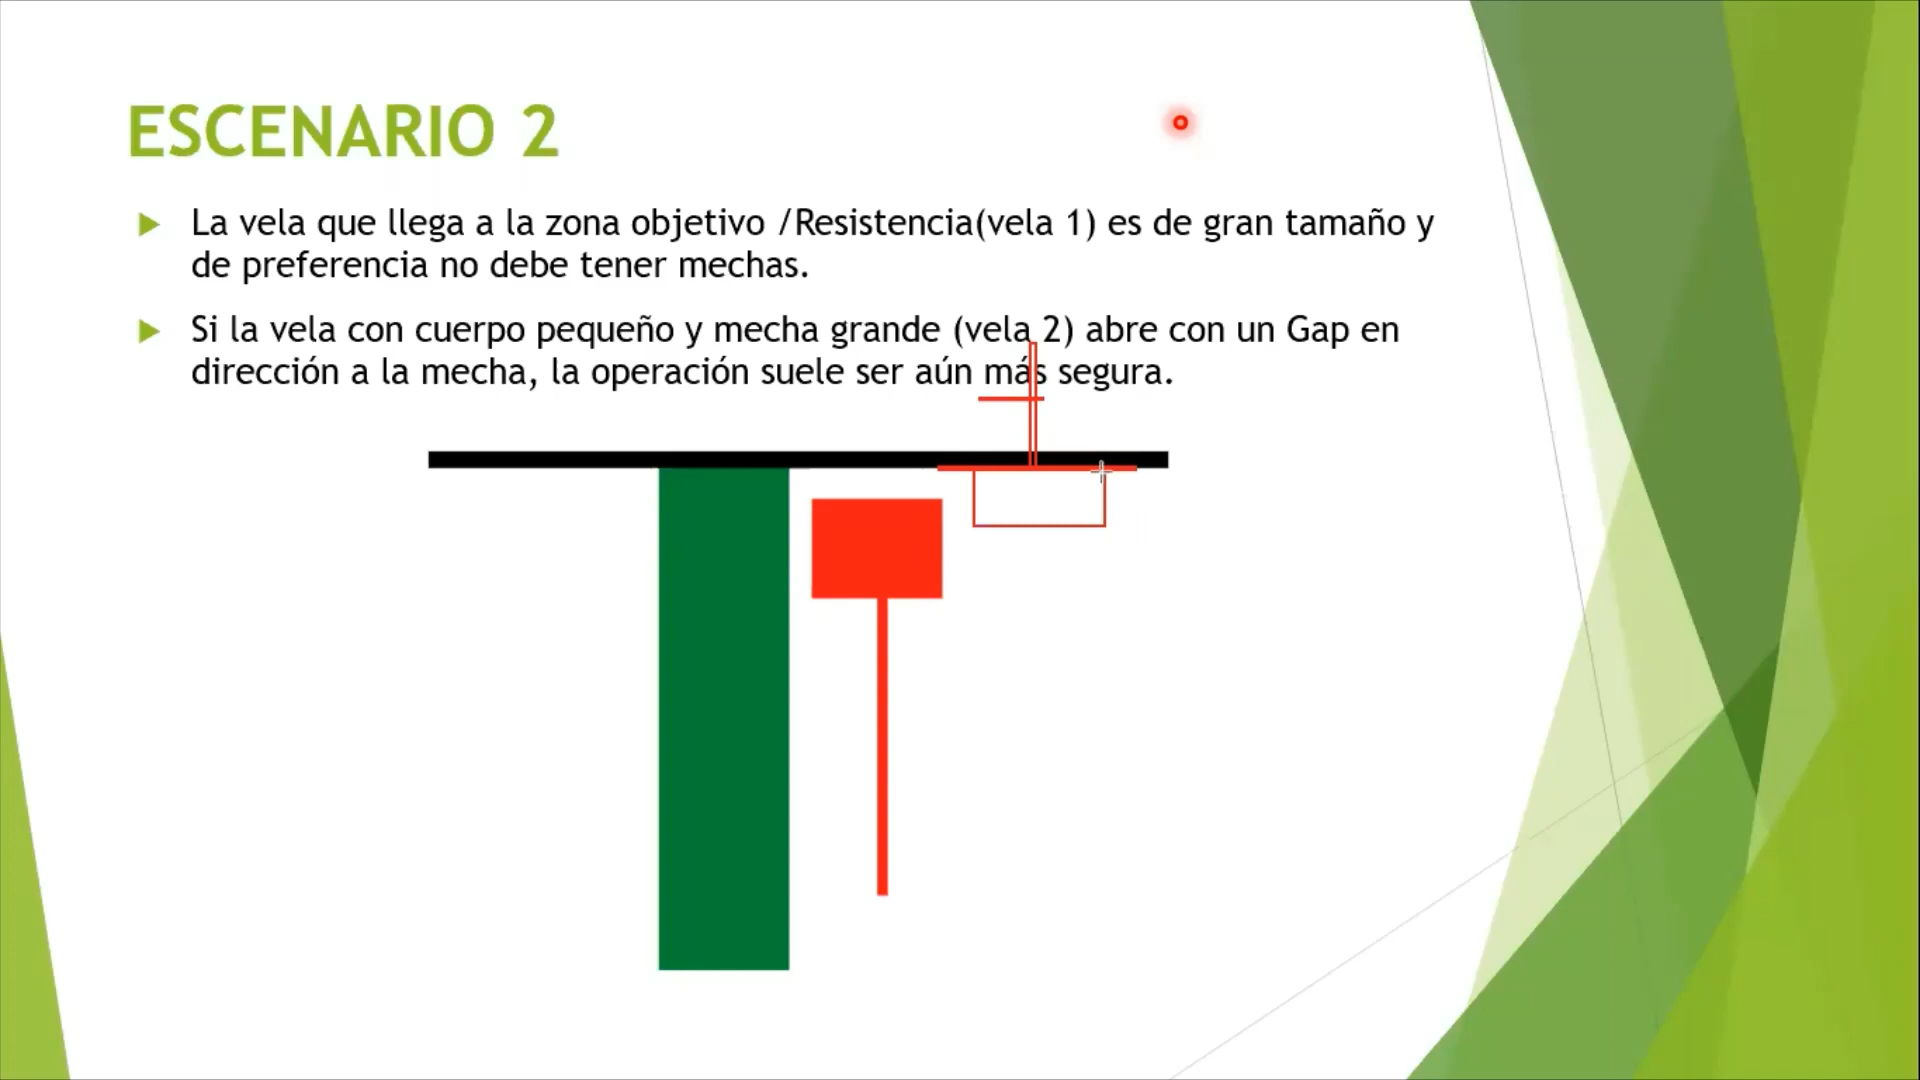 ESCENARIO 2
La vela que llega a la zona objetivo /Resistencia(vela 1) es de gran tamaño y
de preferencia no debe tener mechas.
Si la vela con cuerpo pequeño y mecha grande (vela 2) abre con un Gap en
dirección a la mecha, la operación suele ser aún más segura.